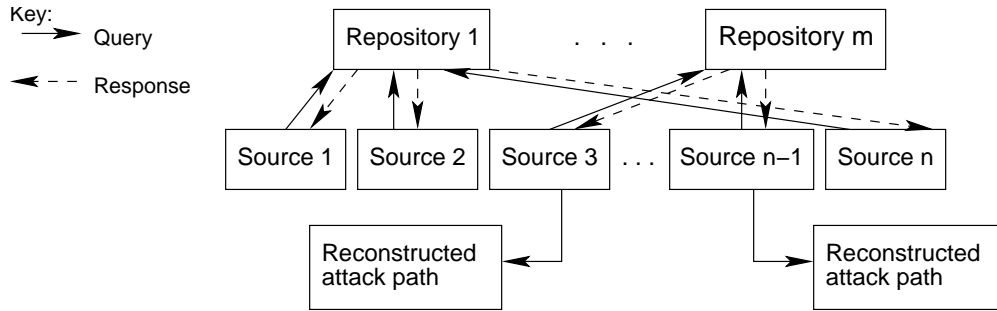 Key:
Query
Response
Repository 1
. . .
Repository m
Source 1
Source 2
Source 3
. . .
Source n−1
Source n
Reconstructed
attack path
Reconstructed
attack path